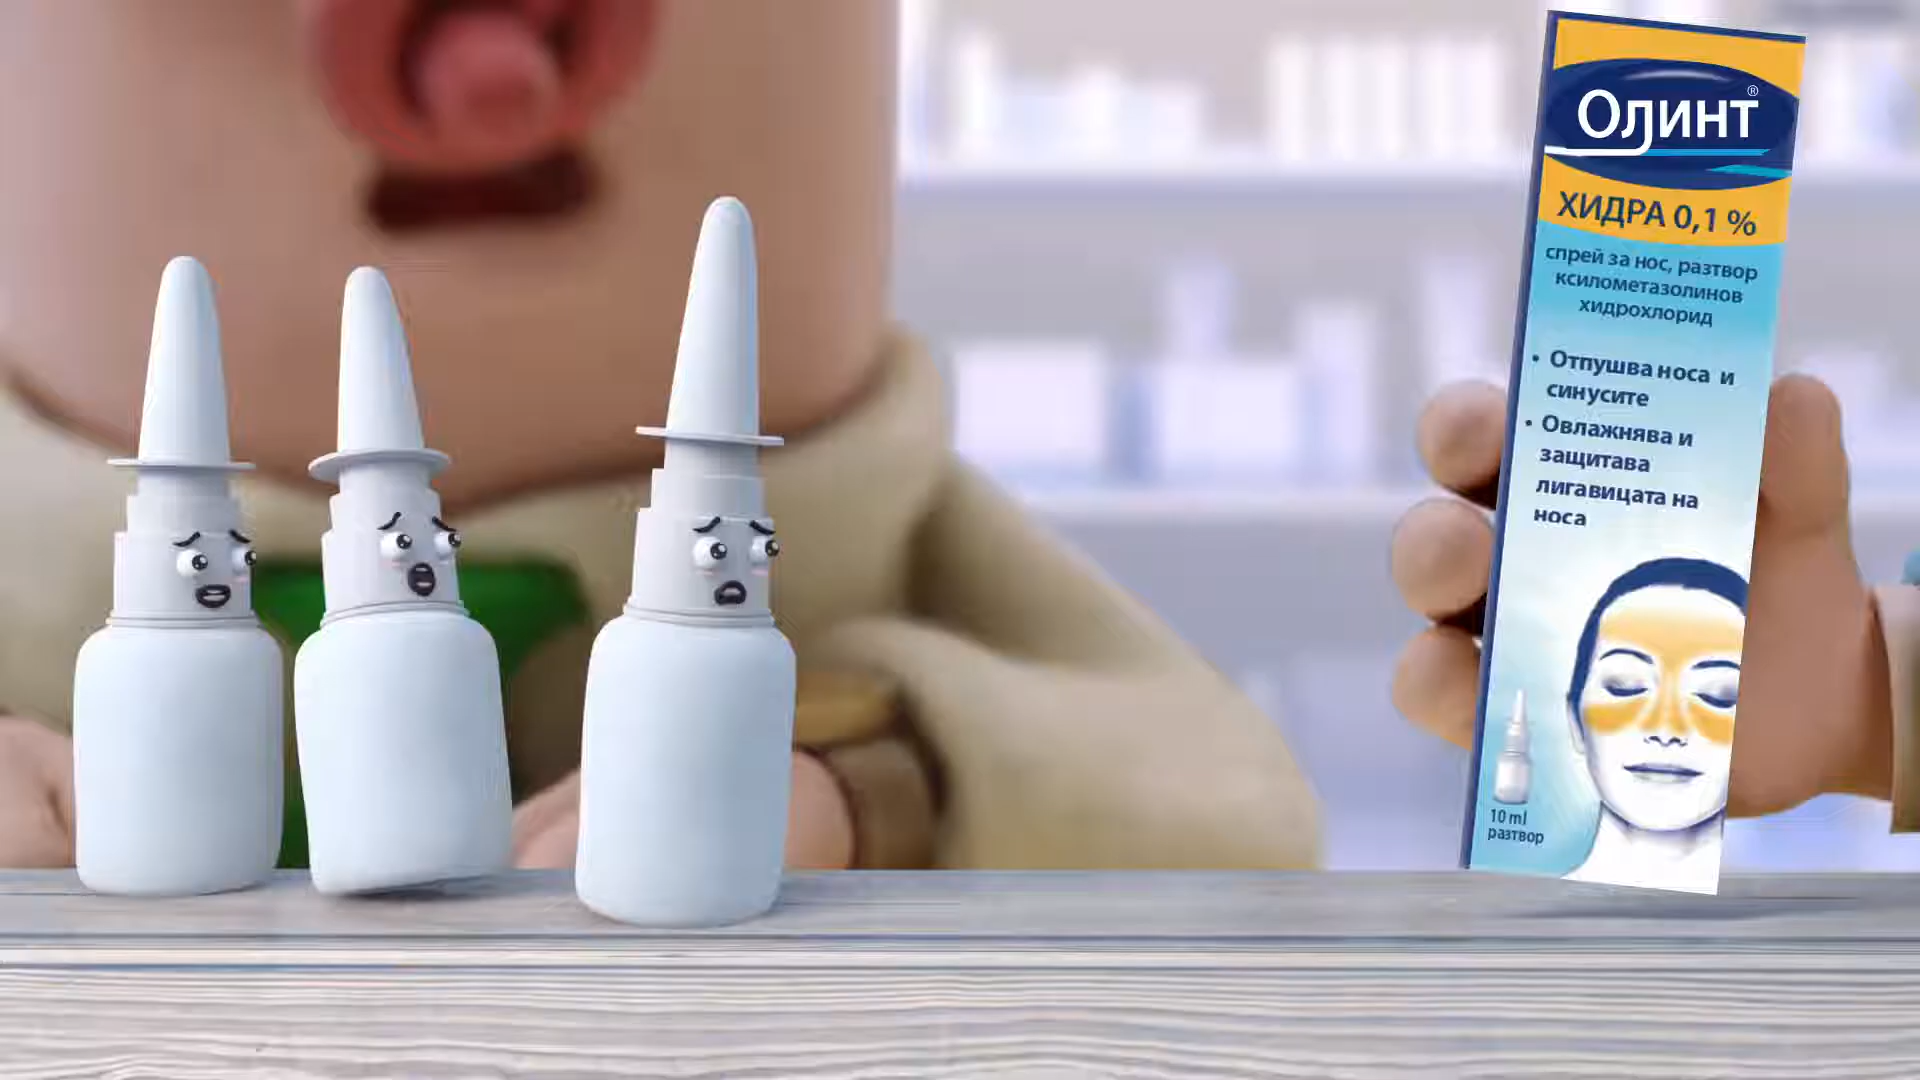 Олинт®
ХИДРА 0,1 %
спрей за нос, разтвор
ксилометазолинов
хидрохлорид
• Отпушва носа и
синусите
• Овлажнява и
защитава
лигавицата на
носа
10 ml
разтвор